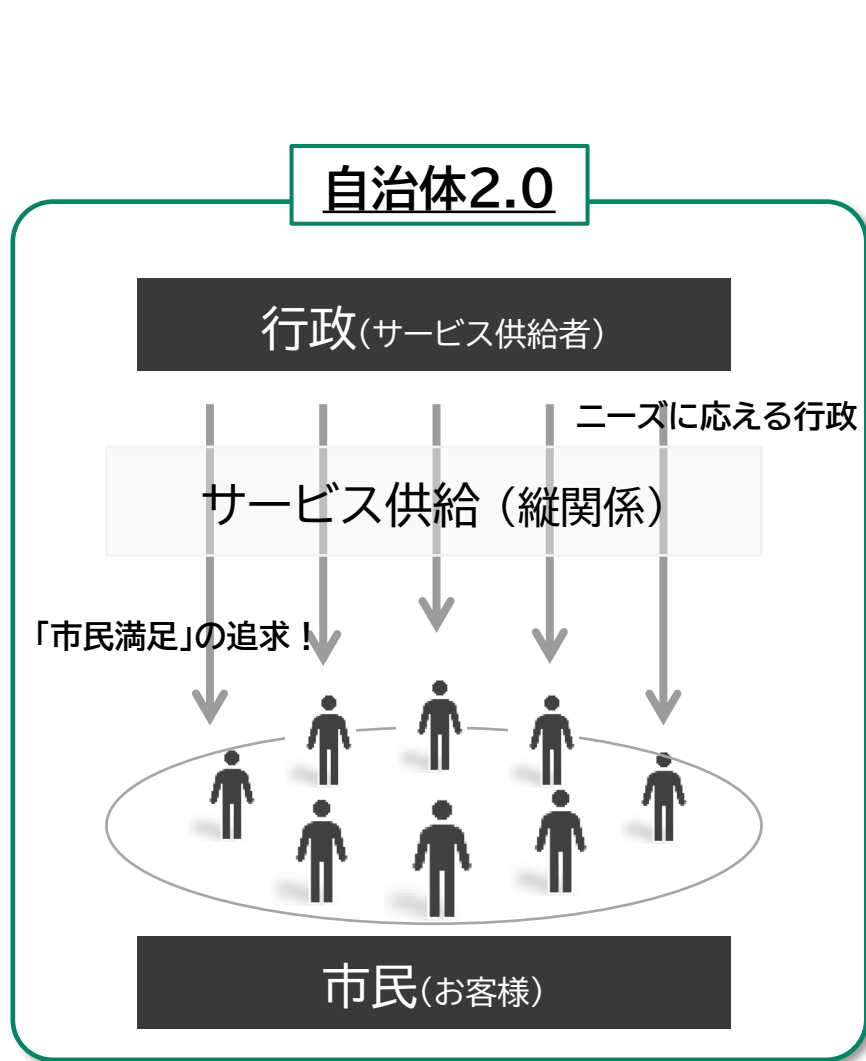 自治体2.0
行政(サービス供給者)
ニーズに応える行政
サービス供給(縦関係)
「市民満足」の追求！
市民(お客様)